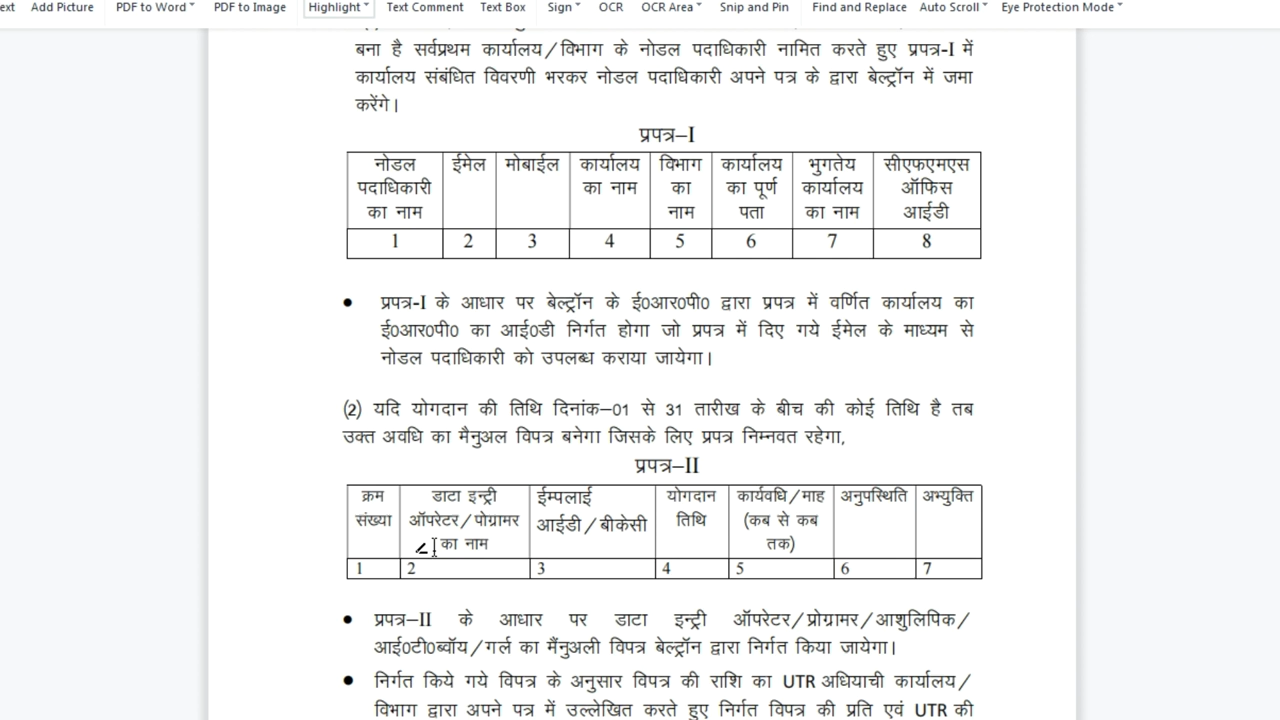 ext Add Picture PDF to Word PDF to Image Highlight Text Comment Text Box Sign OCR OCR Area Snip and Pin Find and Replace Auto Scroll Eye Protection Mode
बना है सर्वप्रथम कार्यालय/विभाग के नोडल पदाधिकारी नामित करते हुए प्रपत्र-I में
कार्यालय संबंधित विवरणी भरकर नोडल पदाधिकारी अपने पत्र के द्वारा बेल्ट्रॉन में जमा
करेंगे।
प्रपत्र–I
नोडल ईमेल मोबाईल कार्यालय विभाग कार्यालय भुगतेय सीएफएमएस
पदाधिकारी का नाम का का पूर्ण कार्यालय ऑफिस
का नाम नाम पता का नाम आईडी
1 2 3 4 5 6 7 8
• प्रपत्र-I के आधार पर बेल्ट्रॉन के ई0आर0पी0 द्वारा प्रपत्र में वर्णित कार्यालय का
ई0आर0पी0 का आई0डी निर्गत होगा जो प्रपत्र में दिए गये ईमेल के माध्यम से
नोडल पदाधिकारी को उपलब्ध कराया जायेगा।
(2) यदि योगदान की तिथि दिनांक–01 से 31 तारीख के बीच की कोई तिथि है तब
उक्त अवधि का मैनुअल विपत्र बनेगा जिसके लिए प्रपत्र निम्नवत रहेगा,
प्रपत्र–II
क्रम डाटा इन्ट्री ईम्पलाई योगदान कार्यवधि/माह अनुपस्थिति अभ्युक्ति
संख्या ऑपरेटर/पोग्रामर आईडी/बीकेसी तिथि (कब से कब
का नाम तक)
1 2 3 4 5 6 7
• प्रपत्र–II के आधार पर डाटा इन्ट्री ऑपरेटर/प्रोग्रामर/आशुलिपिक/
आई0टी0ब्वॉय/गर्ल का मैंनुअली विपत्र बेल्ट्रॉन द्वारा निर्गत किया जायेगा।
• निर्गत किये गये विपत्र के अनुसार विपत्र की राशि का UTR अधियाची कार्यालय/
विभाग द्वारा अपने पत्र में उल्लेखित करते हुए निर्गत विपत्र की प्रति एवं UTR की